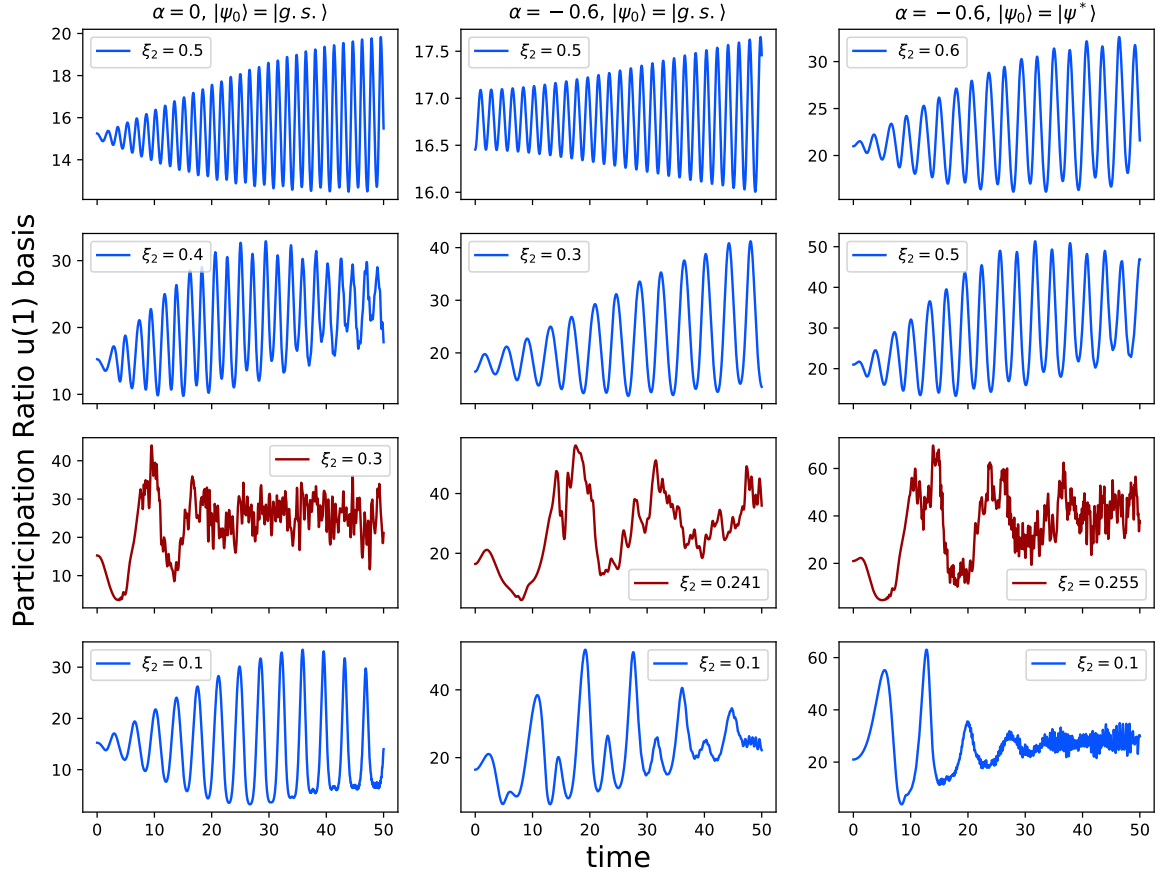 α = 0, |ψ₀⟩ = |g.s.⟩
α = −0.6, |ψ₀⟩ = |g.s.⟩
α = −0.6, |ψ₀⟩ = |ψ*⟩
Participation Ratio u(1) basis
20
18
16
14
ξ₂ = 0.5
17.5
17.0
16.5
16.0
ξ₂ = 0.5
30
25
20
ξ₂ = 0.6
30
20
10
ξ₂ = 0.4
40
30
20
ξ₂ = 0.3
50
40
30
20
ξ₂ = 0.5
40
30
20
10
ξ₂ = 0.3
40
20
ξ₂ = 0.241
60
40
20
ξ₂ = 0.255
30
20
10
ξ₂ = 0.1
40
20
ξ₂ = 0.1
60
40
20
ξ₂ = 0.1
0 10 20 30 40 50
0 10 20 30 40 50
0 10 20 30 40 50
time